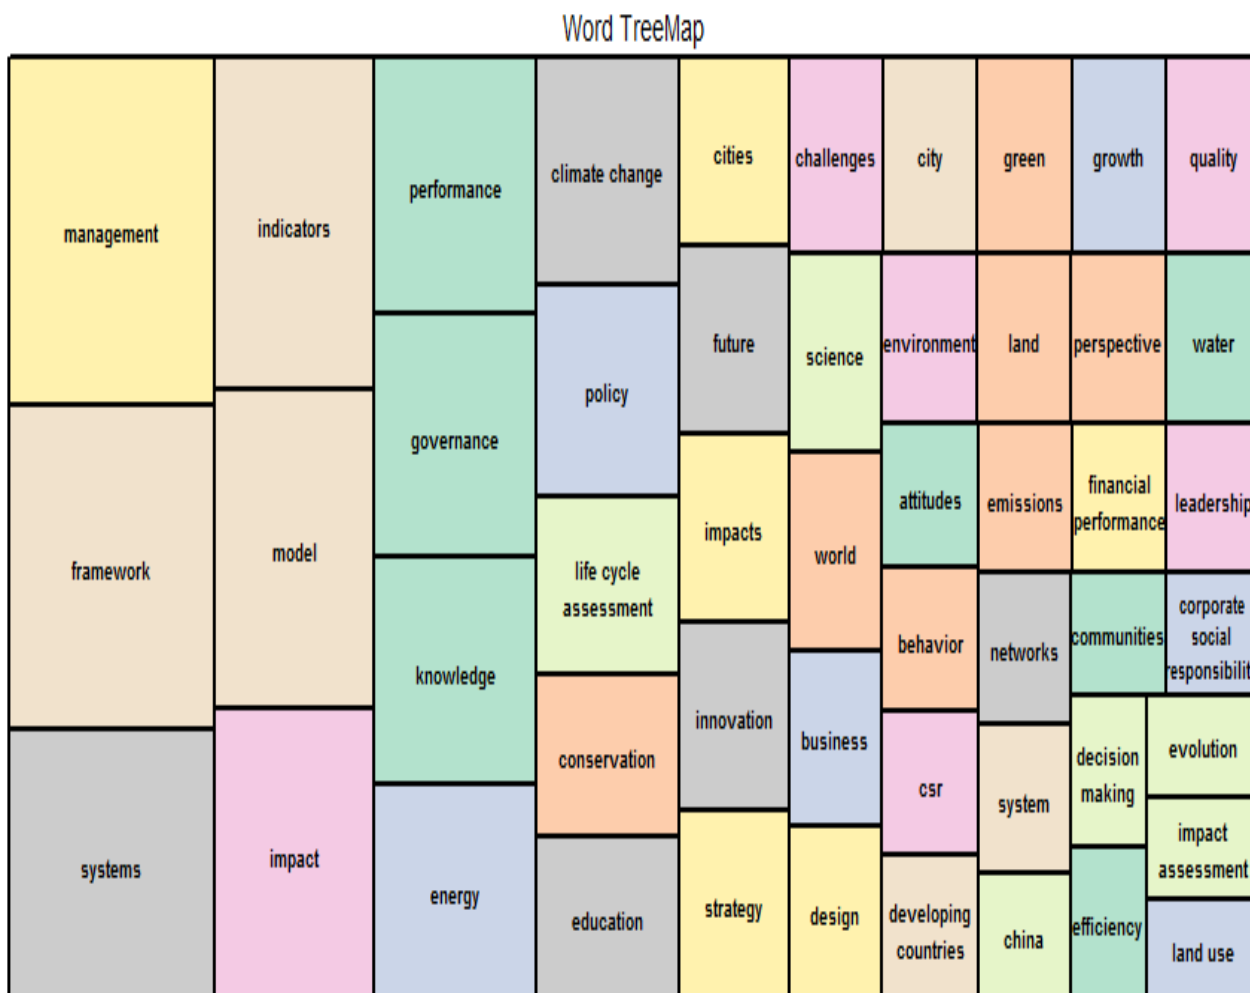 Word TreeMap
management
framework
systems
indicators
model
impact
performance
governance
knowledge
energy
climate change
policy
life cycle
assessment
conservation
education
cities
future
impacts
innovation
strategy
challenges
science
world
business
design
city
environment
attitudes
behavior
csr
developing
countries
green
land
emissions
networks
system
china
growth
perspective
financial
performance
communities
decision
making
efficiency
quality
water
leadership
corporate
social
responsibilit
evolution
impact
assessment
land use